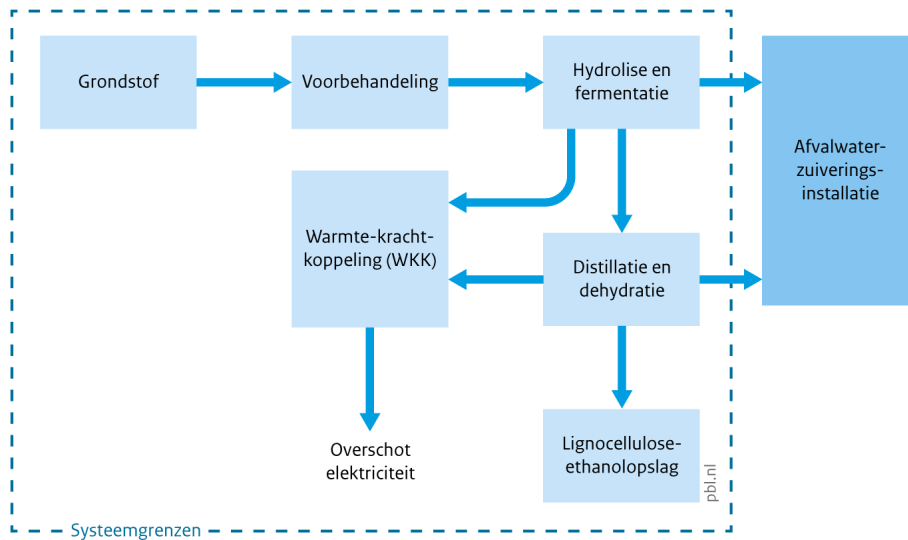 Grondstof
Voorbehandeling
Hydrolise en
fermentatie
Afvalwater-
zuiverings-
installatie
Warmte-kracht-
koppeling (WKK)
Distillatie en
dehydratie
Overschot
elektriciteit
Lignocellulose-
ethanolopslag
pbl.nl
Systeemgrenzen